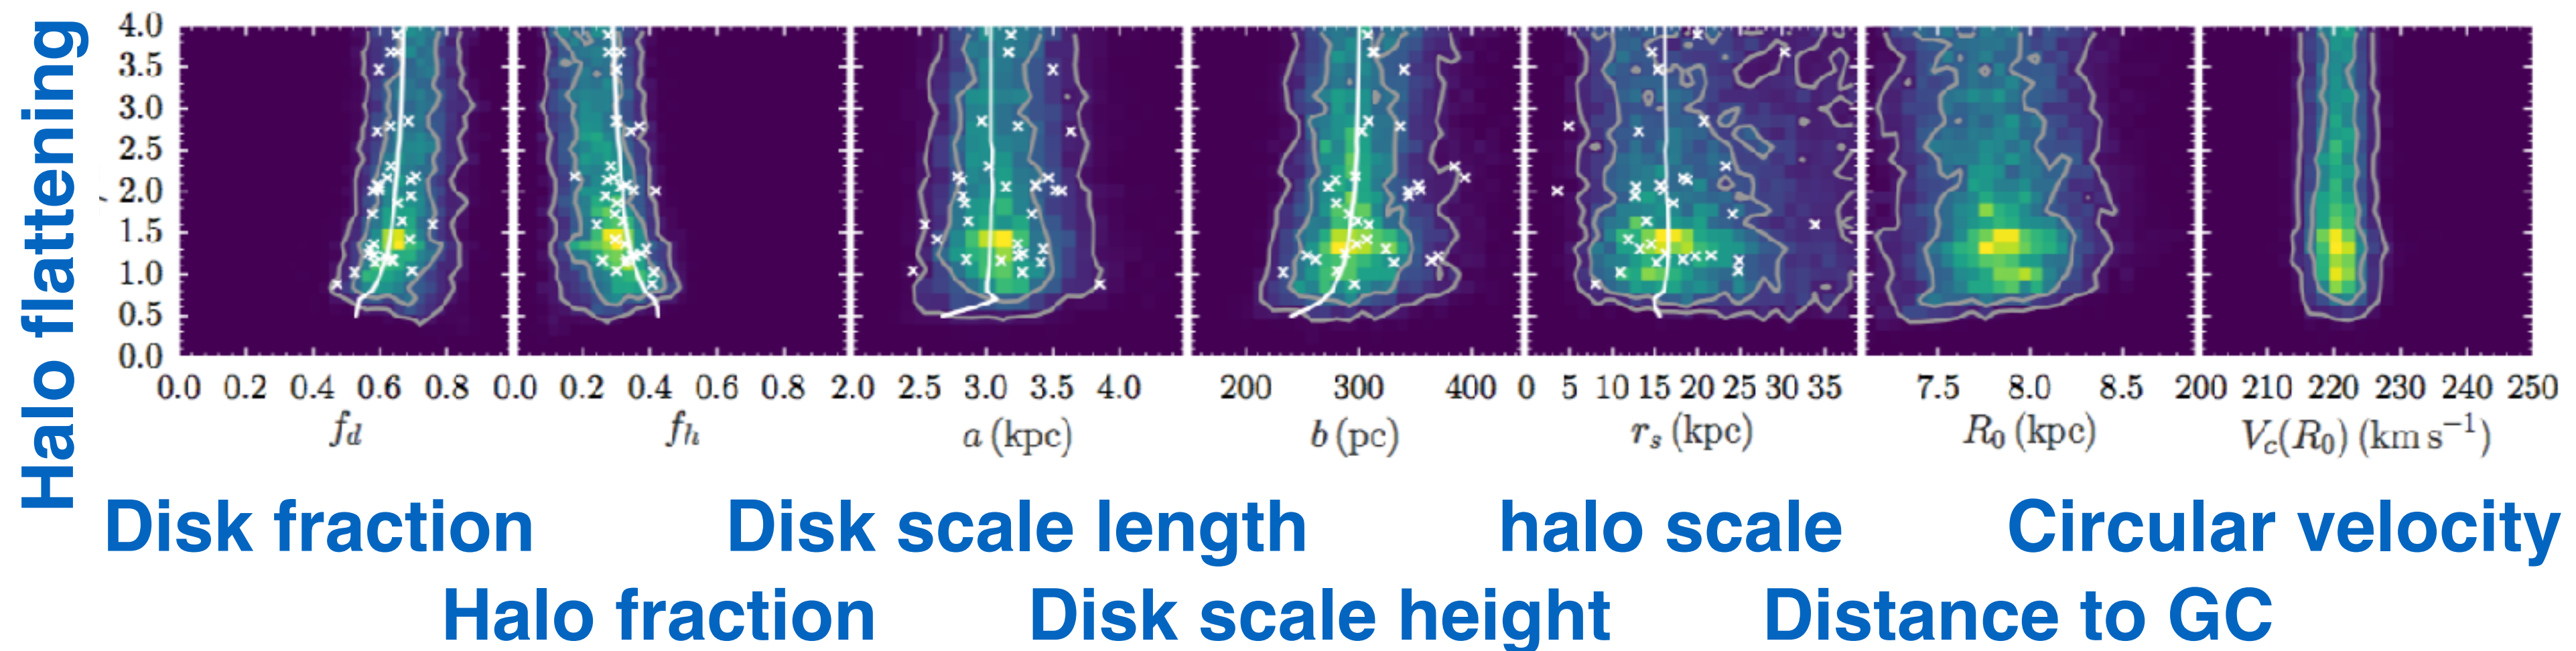 Halo flattening
4.0
3.5
3.0
2.5
2.0
1.5
1.0
0.5
0.0
0.0 0.2 0.4 0.6 0.8 0.0 0.2 0.4 0.6 0.8 2.0 2.5 3.0 3.5 4.0 200 300 400 0 5 10 15 20 25 30 35 7.5 8.0 8.5 200 210 220 230 240 250
f_d f_h a (kpc) b (pc) r_s (kpc) R_0 (kpc) V_c(R_0) (km s^{-1})
Disk fraction Disk scale length halo scale Circular velocity
Halo fraction Disk scale height Distance to GC